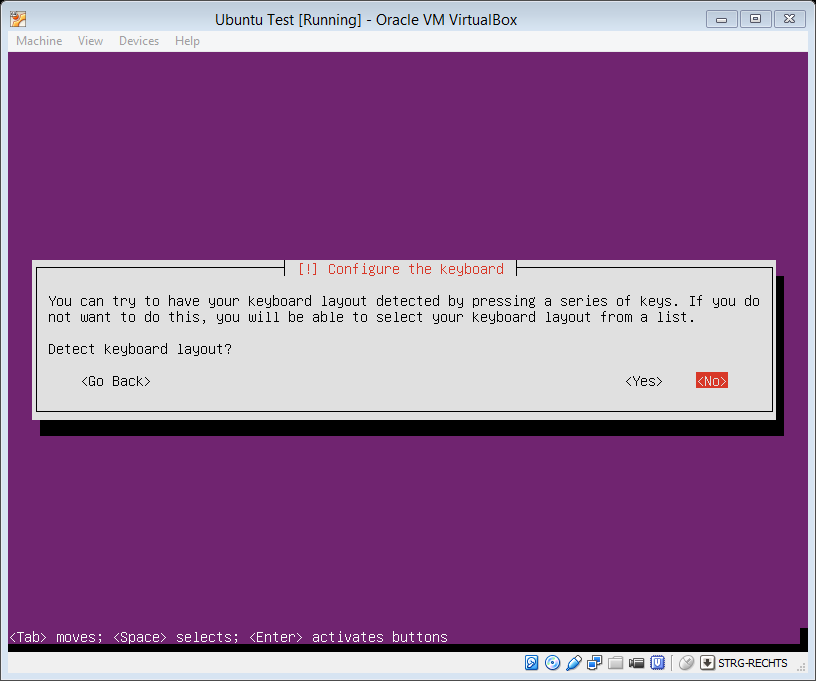 Ubuntu Test [Running] - Oracle VM VirtualBox
Machine View Devices Help
[!] Configure the keyboard
You can try to have your keyboard layout detected by pressing a series of keys. If you do
not want to do this, you will be able to select your keyboard layout from a list.
Detect keyboard layout?
<Go Back> <Yes> <No>
<Tab> moves; <Space> selects; <Enter> activates buttons
STRG-RECHTS